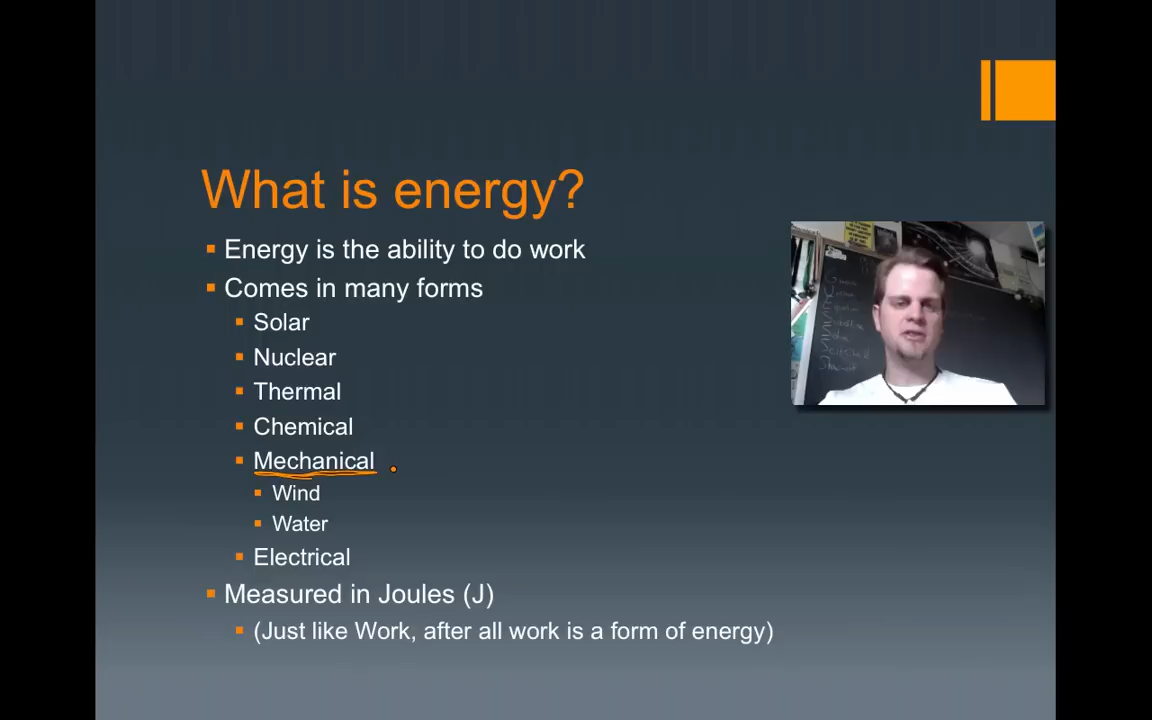 What is energy?
Energy is the ability to do work
Comes in many forms
Solar
Nuclear
Thermal
Chemical
Mechanical
Wind
Water
Electrical
Measured in Joules (J)
(Just like Work, after all work is a form of energy)